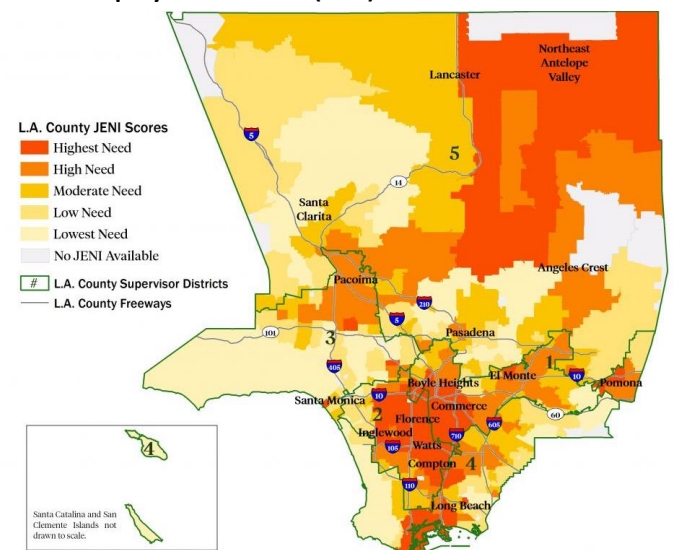 Northeast
Antelope
Valley
Lancaster
L.A. County JENI Scores
Highest Need
High Need
Moderate Need
Low Need
Lowest Need
No JENI Available
# L.A. County Supervisor Districts
L.A. County Freeways
5
5
14
Santa
Clarita
Angeles Crest
Pacoima
210
5
101
3
Pasadena
405
1
El Monte
10
Pomona
Boyle Heights
Santa Monica
10
Commerce
2
Florence
60
605
Inglewood
710
Watts
105
Compton
4
110
Long Beach
4
Santa Catalina and San
Clemente Islands not
drawn to scale.